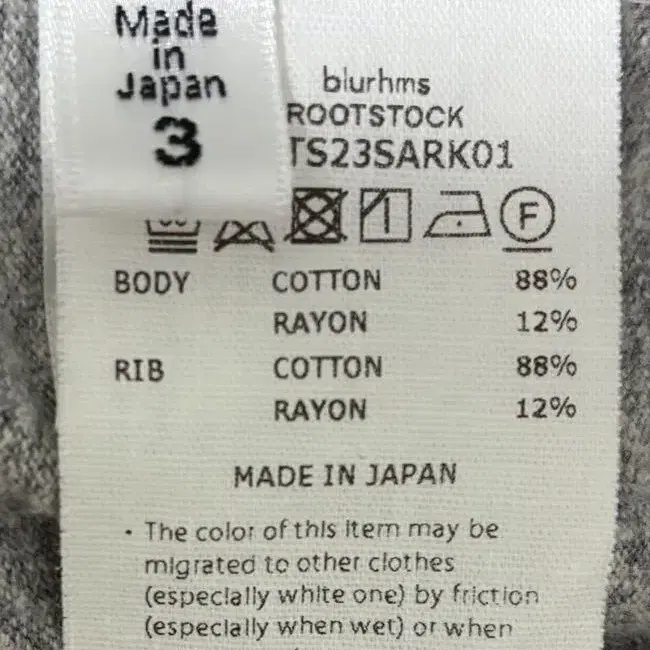 Made
in
Japan
3
blurhms
ROOTSTOCK
TS23SARK01
F
BODY COTTON 88%
RAYON 12%
RIB COTTON 88%
RAYON 12%
MADE IN JAPAN
・The color of this item may be
migrated to other clothes
(especially white one) by friction
(especially when wet) or when